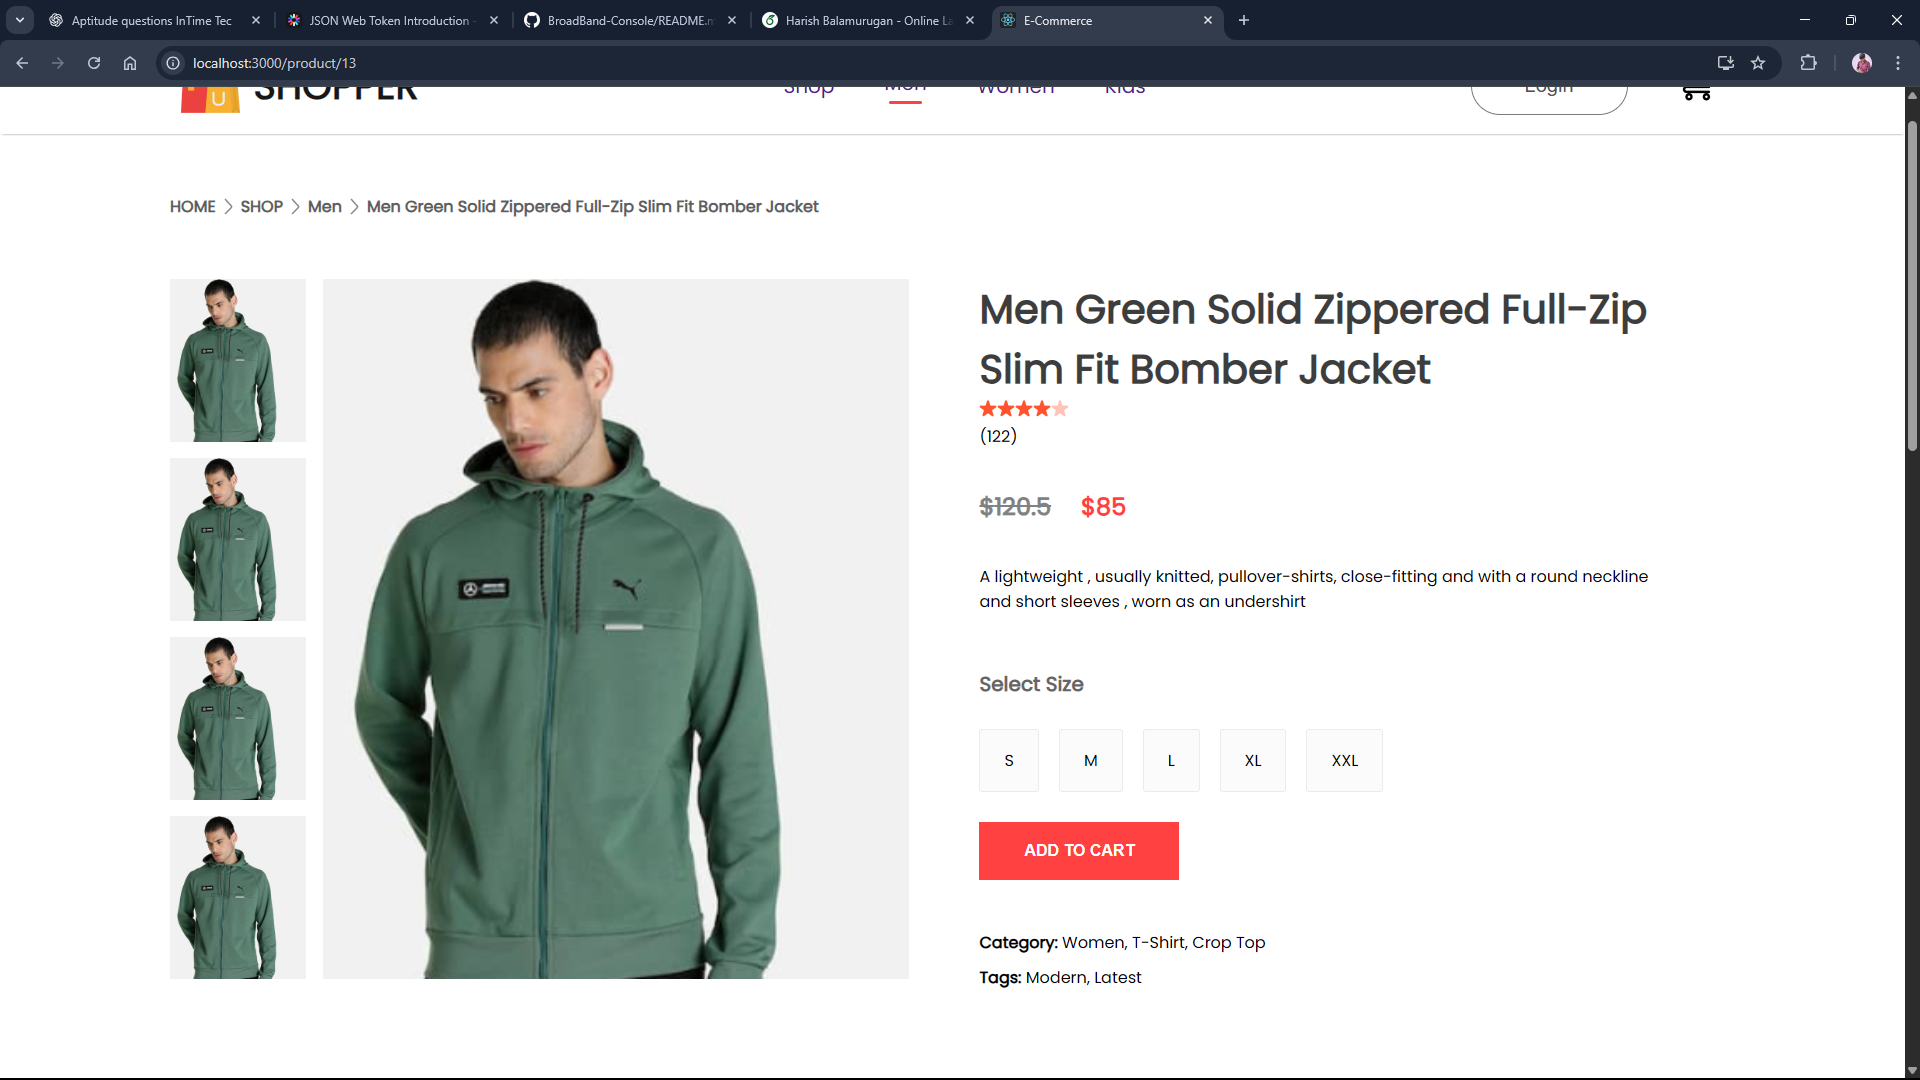 Aptitude questions InTime Tec
JSON Web Token Introduction -
BroadBand-Console/README.m
Harish Balamurugan - Online La
E-Commerce
localhost:3000/product/13
U
SHOPPER
Shop Men Women Kids
Login
HOME SHOP Men Men Green Solid Zippered Full-Zip Slim Fit Bomber Jacket
Men Green Solid Zippered Full-Zip
Slim Fit Bomber Jacket
(122)
$120.5 $85
A lightweight , usually knitted, pullover-shirts, close-fitting and with a round neckline
and short sleeves , worn as an undershirt
Select Size
S M L XL XXL
ADD TO CART
Category: Women, T-Shirt, Crop Top
Tags: Modern, Latest